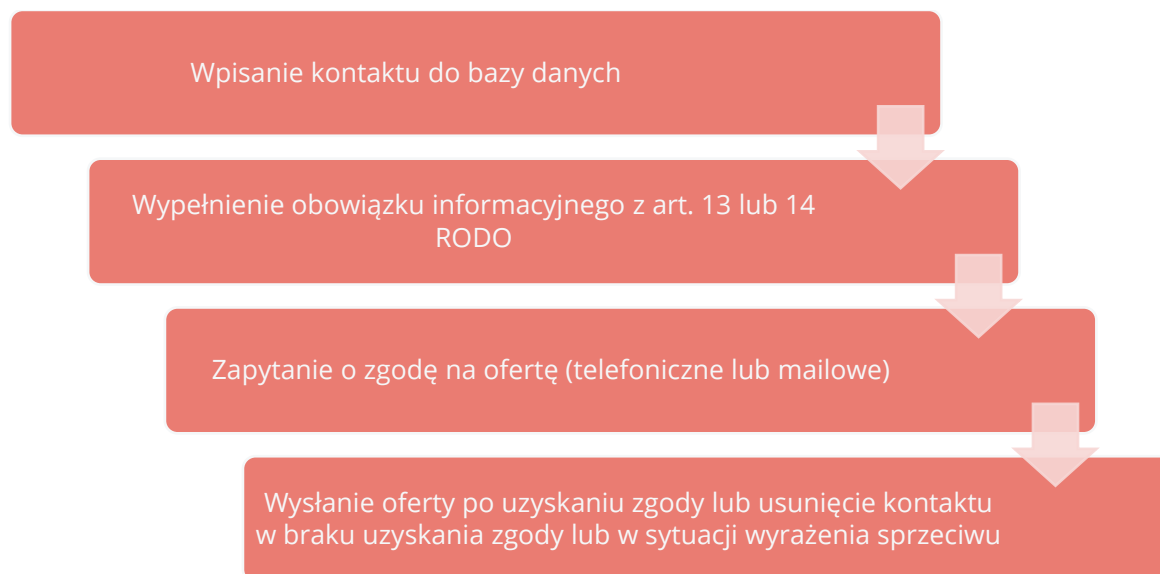 Wpisanie kontaktu do bazy danych
Wypełnienie obowiązku informacyjnego z art. 13 lub 14
RODO
Zapytanie o zgodę na ofertę (telefoniczne lub mailowe)
Wysłanie oferty po uzyskaniu zgody lub usunięcie kontaktu
w braku uzyskania zgody lub w sytuacji wyrażenia sprzeciwu